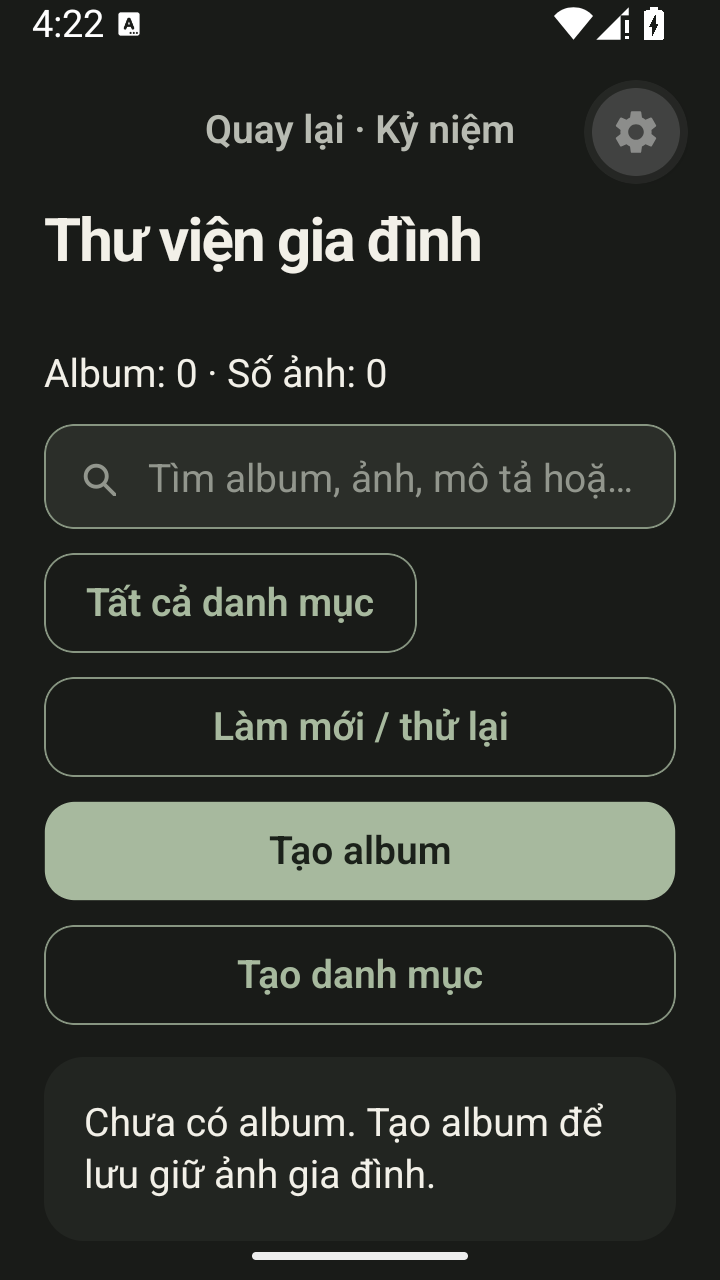 4:22
Quay lại · Kỷ niệm
Thư viện gia đình
Album: 0 · Số ảnh: 0
Tìm album, ảnh, mô tả hoặ...
Tất cả danh mục
Làm mới / thử lại
Tạo album
Tạo danh mục
Chưa có album. Tạo album để
lưu giữ ảnh gia đình.